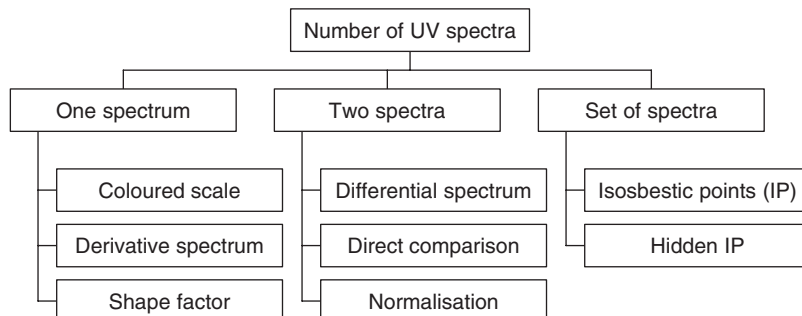 Number of UV spectra
One spectrum
Two spectra
Set of spectra
Coloured scale
Differential spectrum
Isosbestic points (IP)
Derivative spectrum
Direct comparison
Hidden IP
Shape factor
Normalisation